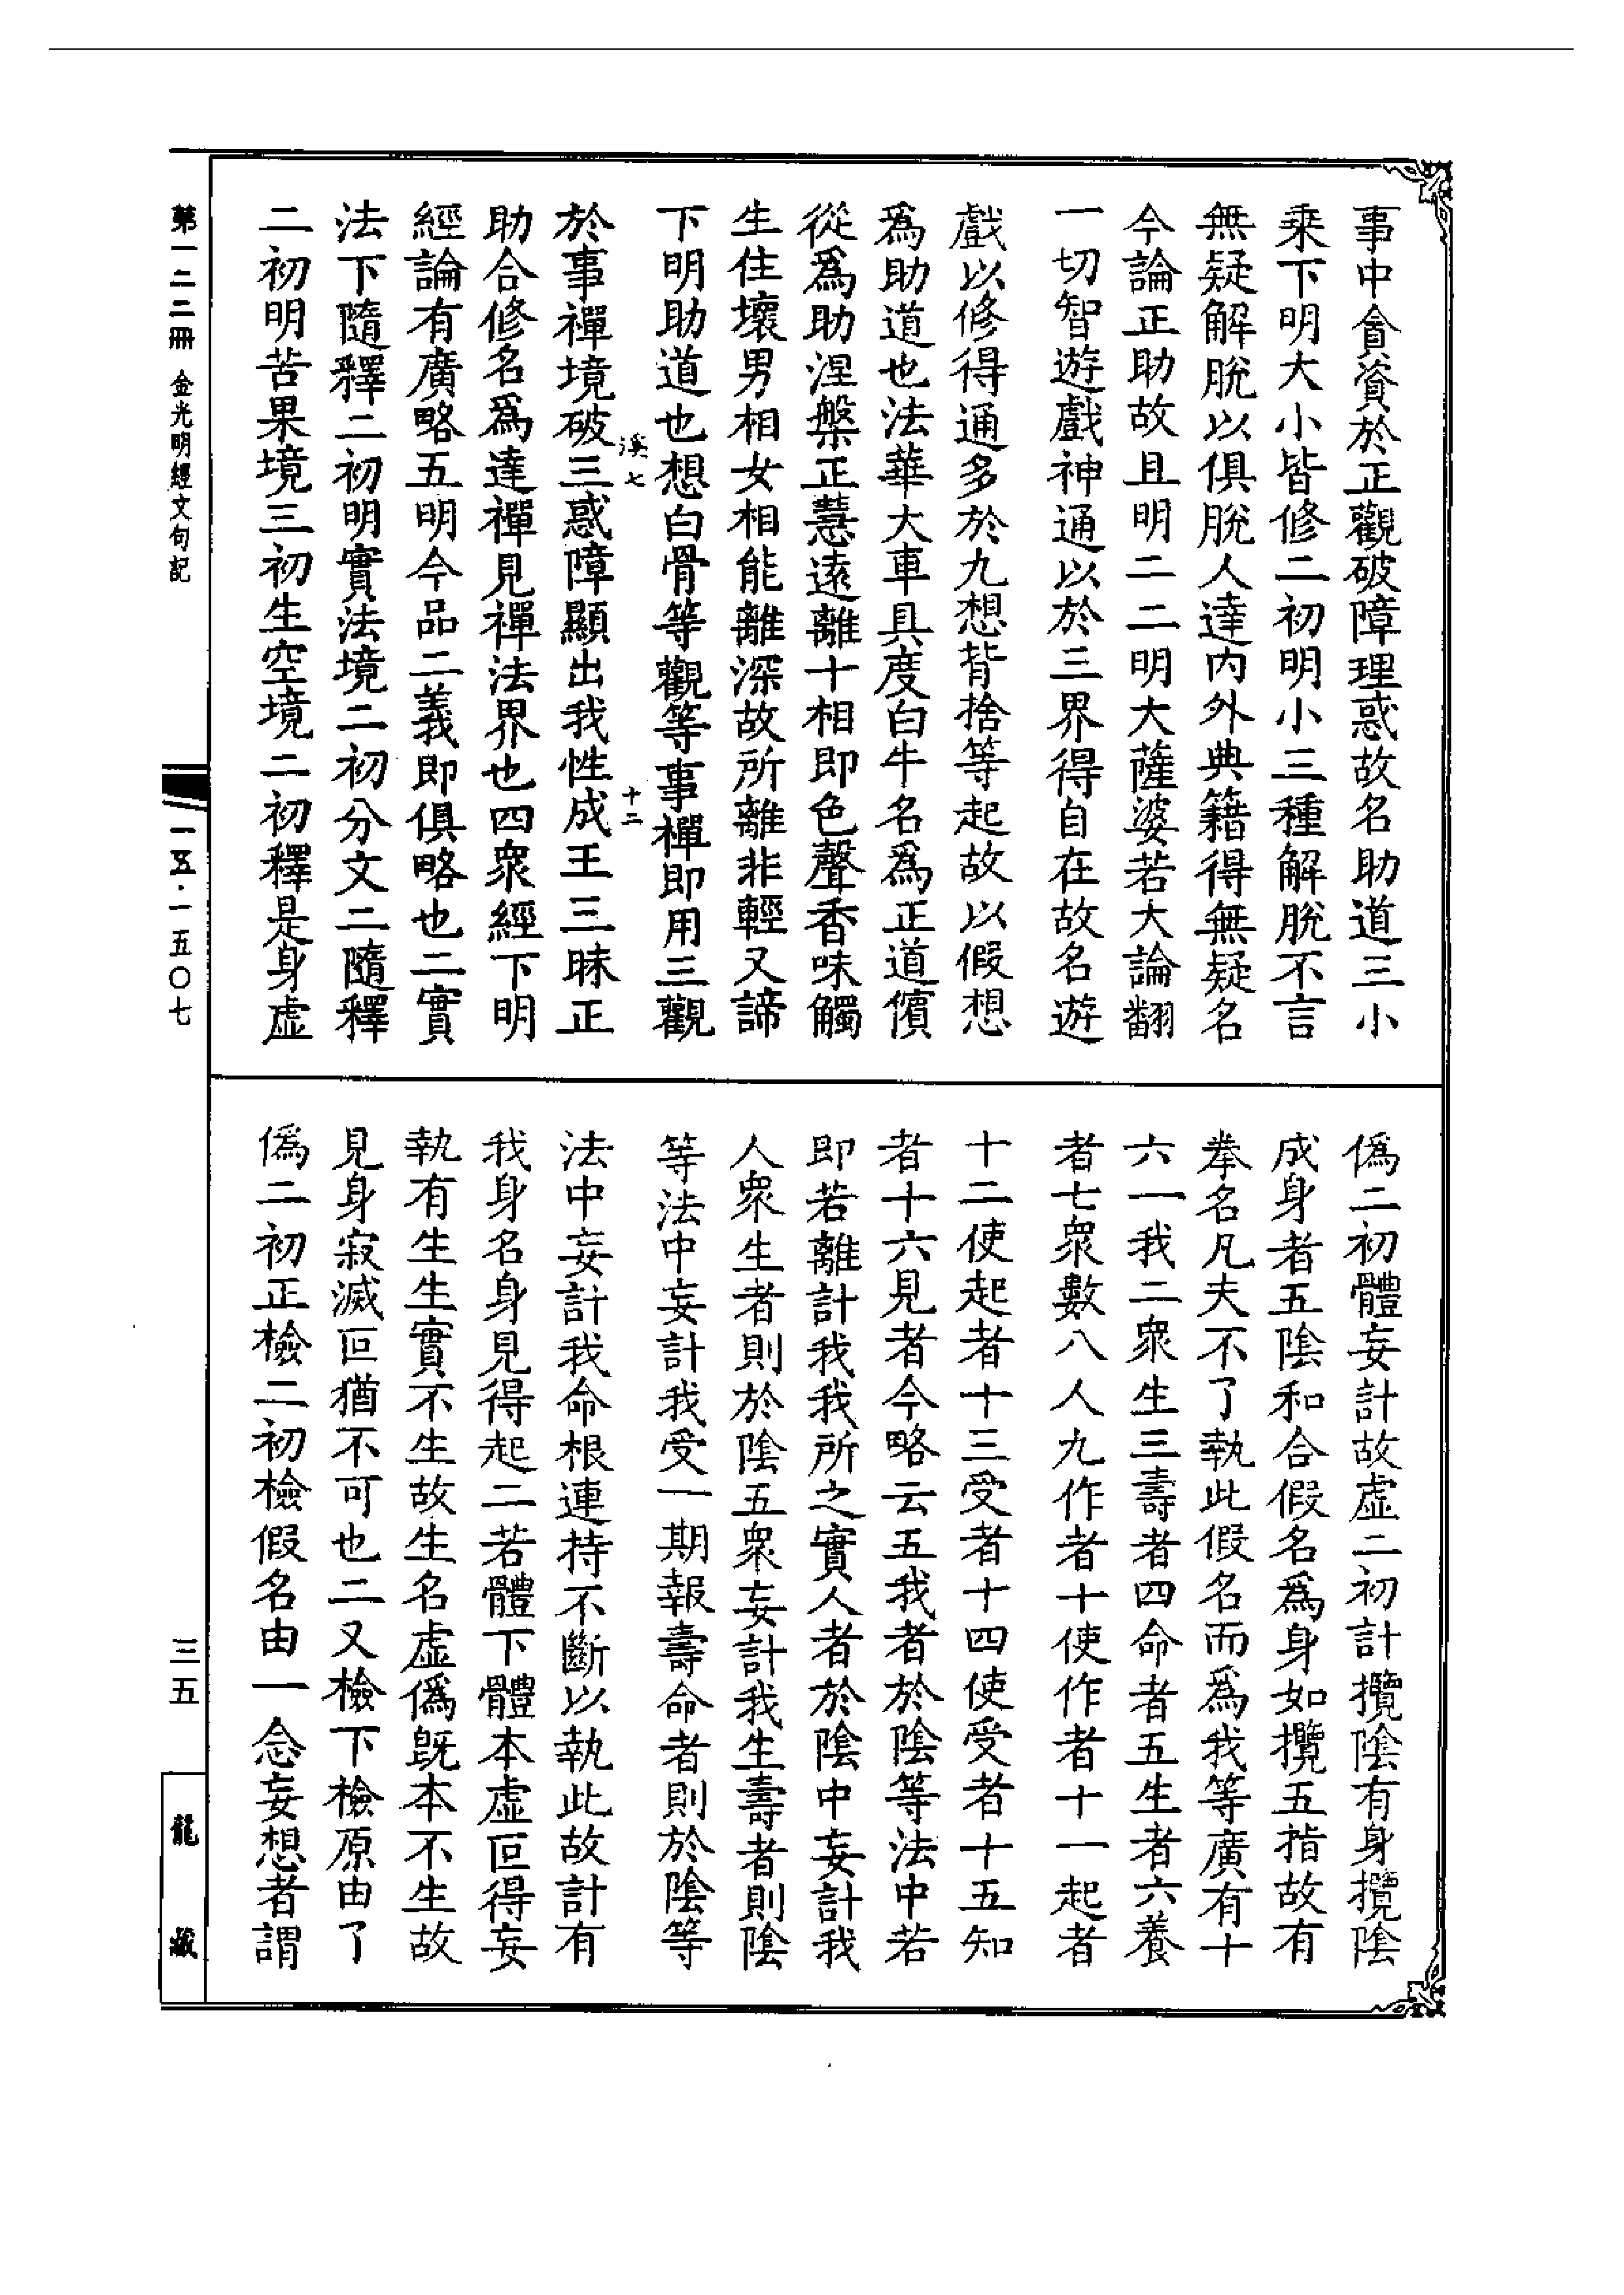 事中貪資於正觀破障理惑故名助道三小
乘下明大小皆修二初明小三種解脫不言
無疑解脫以俱脫人達內外典籍得無疑名
今論正助故且明二二明大薩婆若大論翻
一切智遊戲神通以於三界得自在故名遊
戲以修得通多於九想背捨等起故以假想
爲助道也法華大車具度白牛名爲正道儐
從爲助涅槃正慧遠離十相即色聲香味觸
生住壞男相女相能離深故所離非輕又諦
下明助道也想白骨等觀等事禪即用三觀
溪七
十二
於事禪境破三惑障顯出我性成王三昧正
助合修名爲達禪見禪法界也四衆經下明
經論有廣略五明今品二義即俱略也二實
法下隨釋二初明實法境二初分文二隨釋
二初明苦果境三初生空境二初釋是身虛
偽二初體妄計故虛二初計攬陰有身攬陰
成身者五陰和合假名爲身如攬五指故有
拳名凡夫不了執此假名而爲我等廣有十
六一我二衆生三壽者四命者五生者六養
者七衆數八人九作者十使作者十一起者
十二使起者十三受者十四使受者十五知
者十六見者今略云五我者於陰等法中若
即若離計我我所之實人者於陰中妄計我
人衆生者則於陰五衆妄計我生壽者則陰
等法中妄計我受一期報壽命者則於陰等
法中妄計我命根連持不斷以執此故計有
我身名身見得起二若體下體本虛叵得妄
執有生生實不生故生名虛偽旣本不生故
見身寂滅叵猶不可也二又檢下檢原由了
偽二初正檢二初檢假名由一念妄想者謂
第一二二冊 金光明經文句記
一五·一五〇七
三五
龍藏